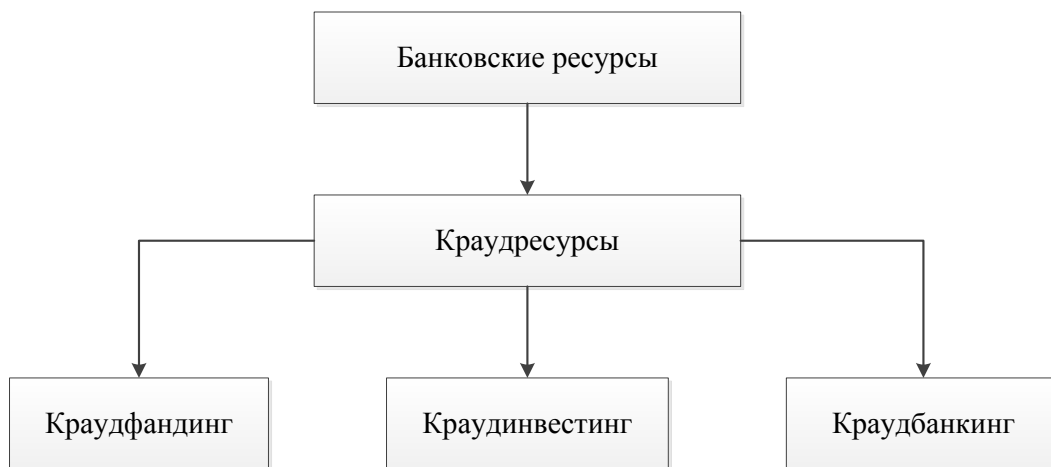 Банковские ресурсы
Краудресурсы
Краудфандинг
Краудинвестинг
Краудбанкинг